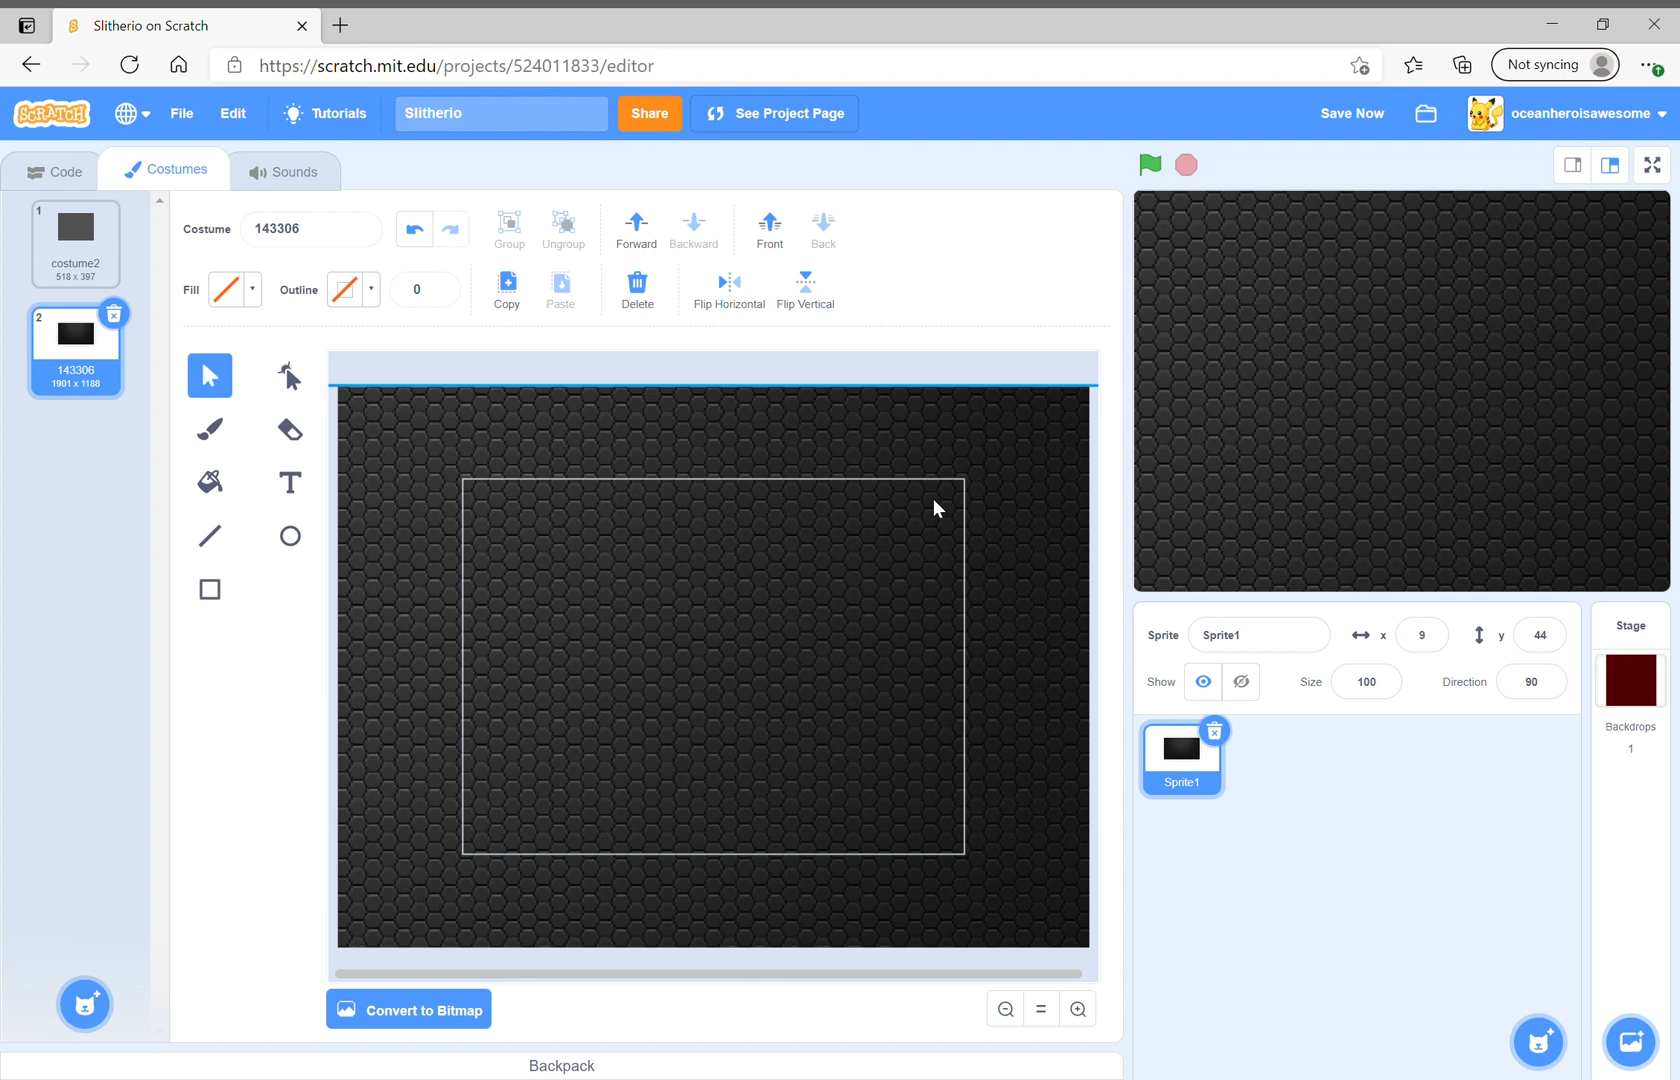 Slitherio on Scratch
https://scratch.mit.edu/projects/524011833/editor
Not syncing
SCRATCH
File
Edit
Tutorials
Slitherio
Share
See Project Page
Save Now
oceanheroisawesome
Code
Costumes
Sounds
1
costume2
518 x 397
2
143306
1901 x 1188
Costume
143306
Group
Ungroup
Forward
Backward
Front
Back
Fill
Outline
0
Copy
Paste
Delete
Flip Horizontal
Flip Vertical
T
Convert to Bitmap
Backpack
Sprite
Sprite1
x
9
y
44
Show
Size
100
Direction
90
Sprite1
Stage
Backdrops
1